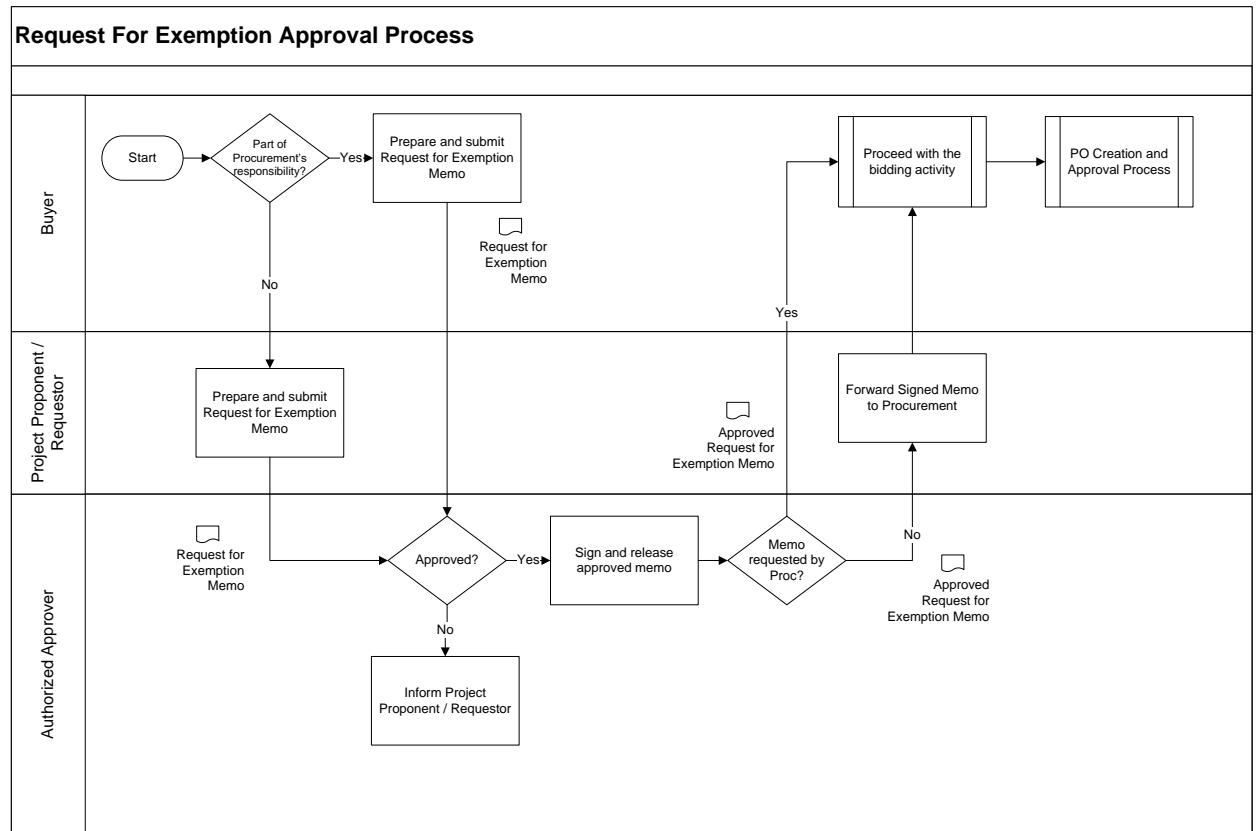 Request For Exemption Approval Process
Buyer
Start
Part of
Procurement's
responsibility?
Yes
Prepare and submit
Request for Exemption
Memo
Request for
Exemption
Memo
No
Proceed with the
bidding activity
PO Creation and
Approval Process
Yes
Project Proponent /
Requestor
Prepare and submit
Request for Exemption
Memo
Approved
Request for
Exemption Memo
Forward Signed Memo
to Procurement
Authorized Approver
Request for
Exemption
Memo
Approved?
Yes
Sign and release
approved memo
Memo
requested by
Proc?
No
Approved
Request for
Exemption Memo
No
Inform Project
Proponent / Requestor